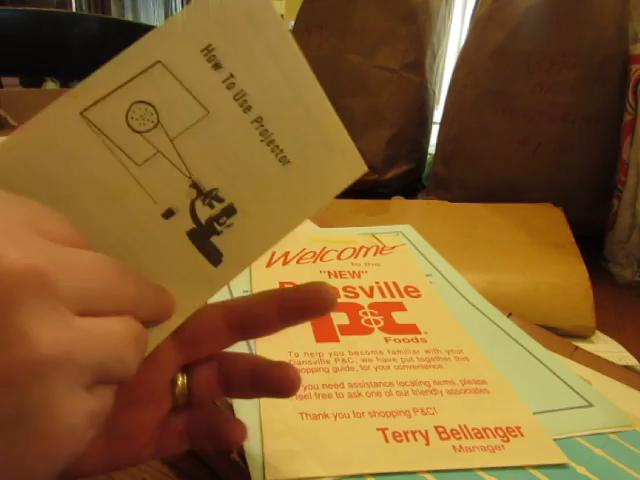 How To Use Projector
Welcome
to the
"NEW"
Dansville
P&C
Foods
To help you become familiar with your
Dansville P&C, we have put together this
shopping guide, for your convenience.
you need assistance locating items, please
feel free to ask one of our friendly associates.
Thank you for shopping P&C!
Terry Bellanger
Manager